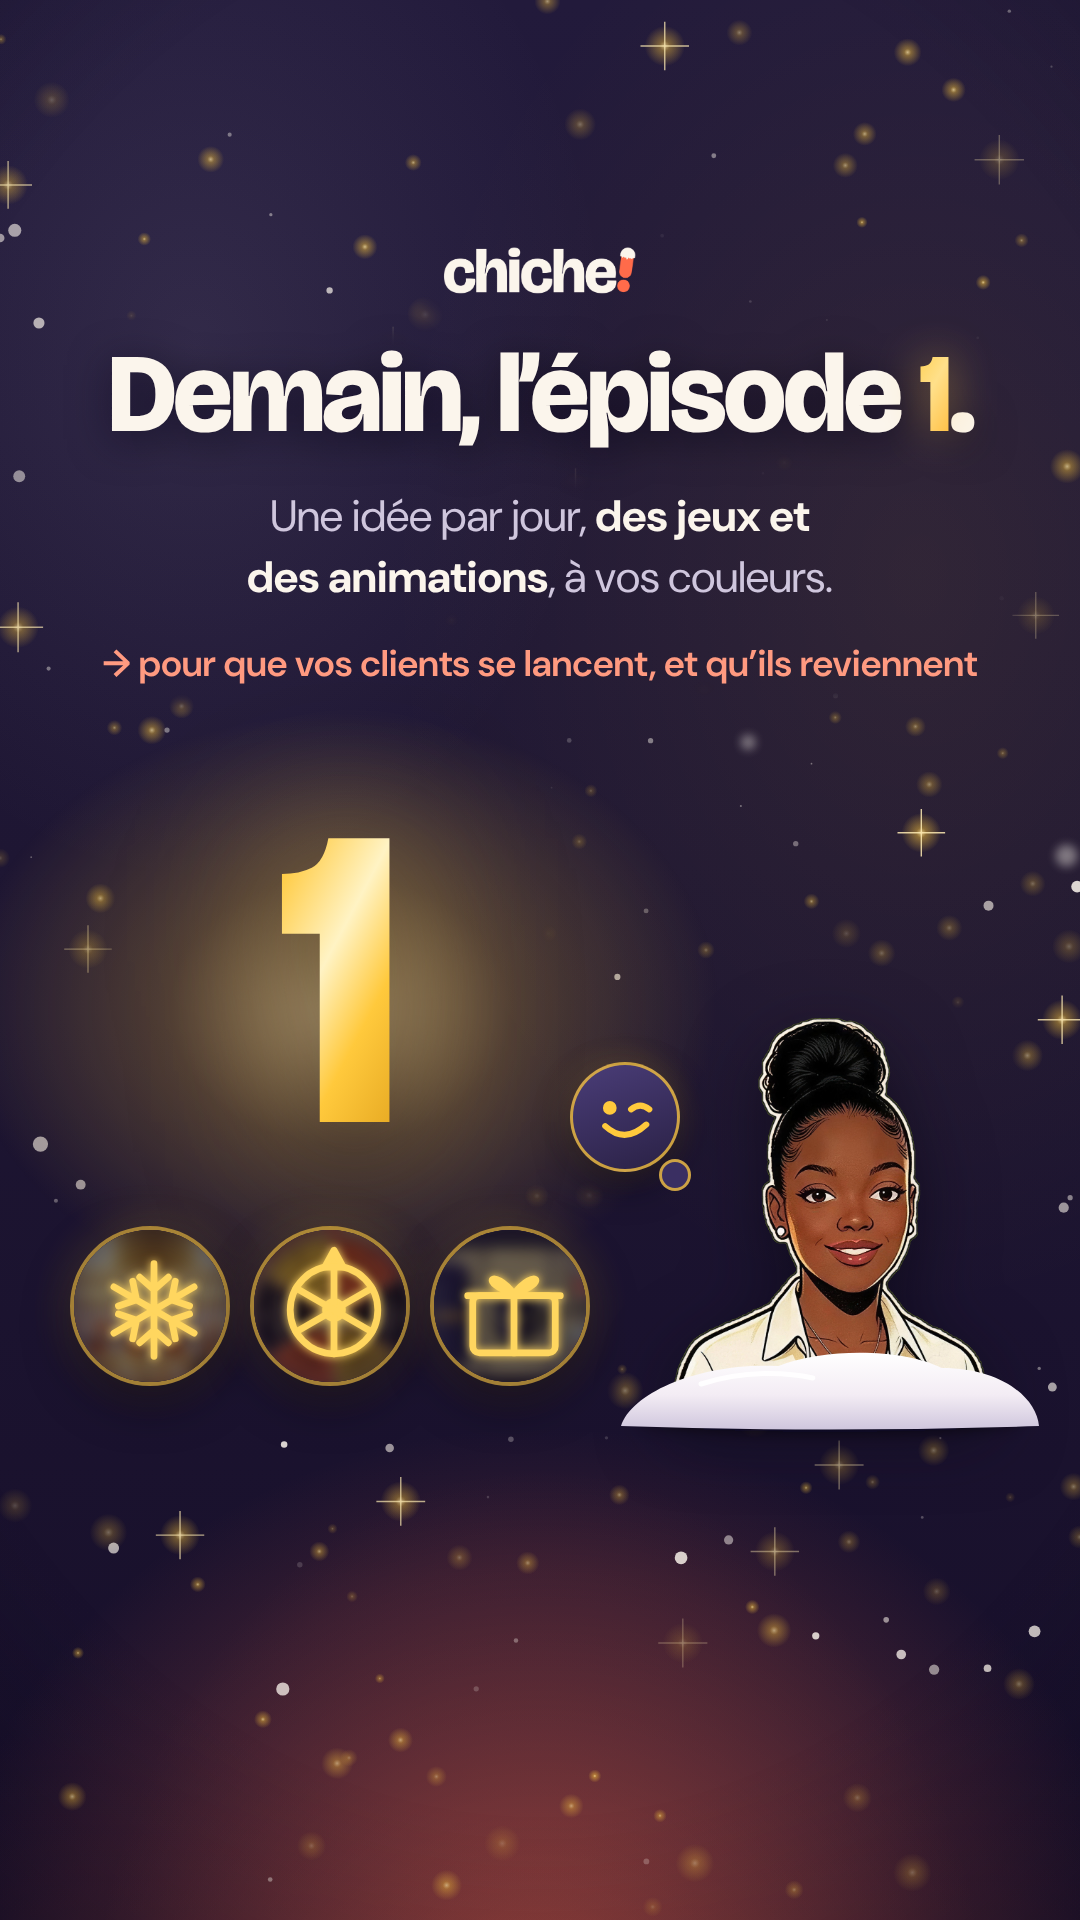 chiche!
Demain, l’épisode 1.
Une idée par jour, des jeux et
des animations, à vos couleurs.
→ pour que vos clients se lancent, et qu’ils reviennent
1